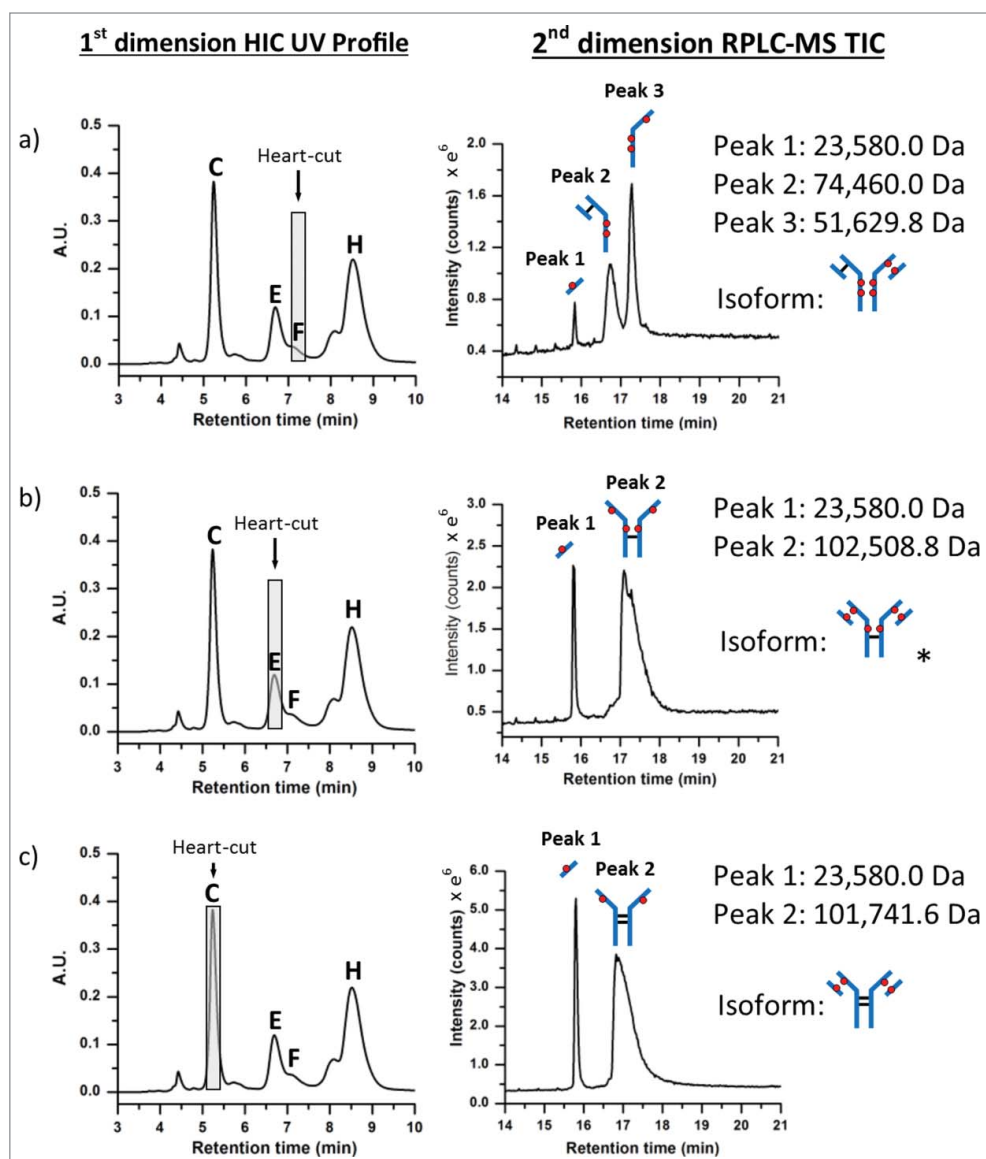 1st dimension HIC UV Profile
2nd dimension RPLC-MS TIC
a)
0.5
0.4
0.3
0.2
0.1
0.0
A.U.
Heart-cut
C
E
F
H
3 4 5 6 7 8 9 10
Retention time (min)
Intensity (counts) x e6
2.0
1.6
1.2
0.8
0.4
Peak 1
Peak 2
Peak 3
14 15 16 17 18 19 20 21
Retention time (min)
Peak 1: 23,580.0 Da
Peak 2: 74,460.0 Da
Peak 3: 51,629.8 Da
Isoform:
b)
0.5
0.4
0.3
0.2
0.1
0.0
A.U.
Heart-cut
C
E
F
H
3 4 5 6 7 8 9 10
Retention time (min)
Intensity (counts) x e6
3.0
2.5
2.0
1.5
1.0
0.5
Peak 1
Peak 2
14 15 16 17 18 19 20 21
Retention time (min)
Peak 1: 23,580.0 Da
Peak 2: 102,508.8 Da
Isoform:
*
c)
0.5
0.4
0.3
0.2
0.1
0.0
A.U.
Heart-cut
C
E
F
H
3 4 5 6 7 8 9 10
Retention time (min)
Intensity (counts) x e6
6.0
5.0
4.0
3.0
2.0
1.0
0.0
Peak 1
Peak 2
14 15 16 17 18 19 20 21
Retention time (min)
Peak 1: 23,580.0 Da
Peak 2: 101,741.6 Da
Isoform: